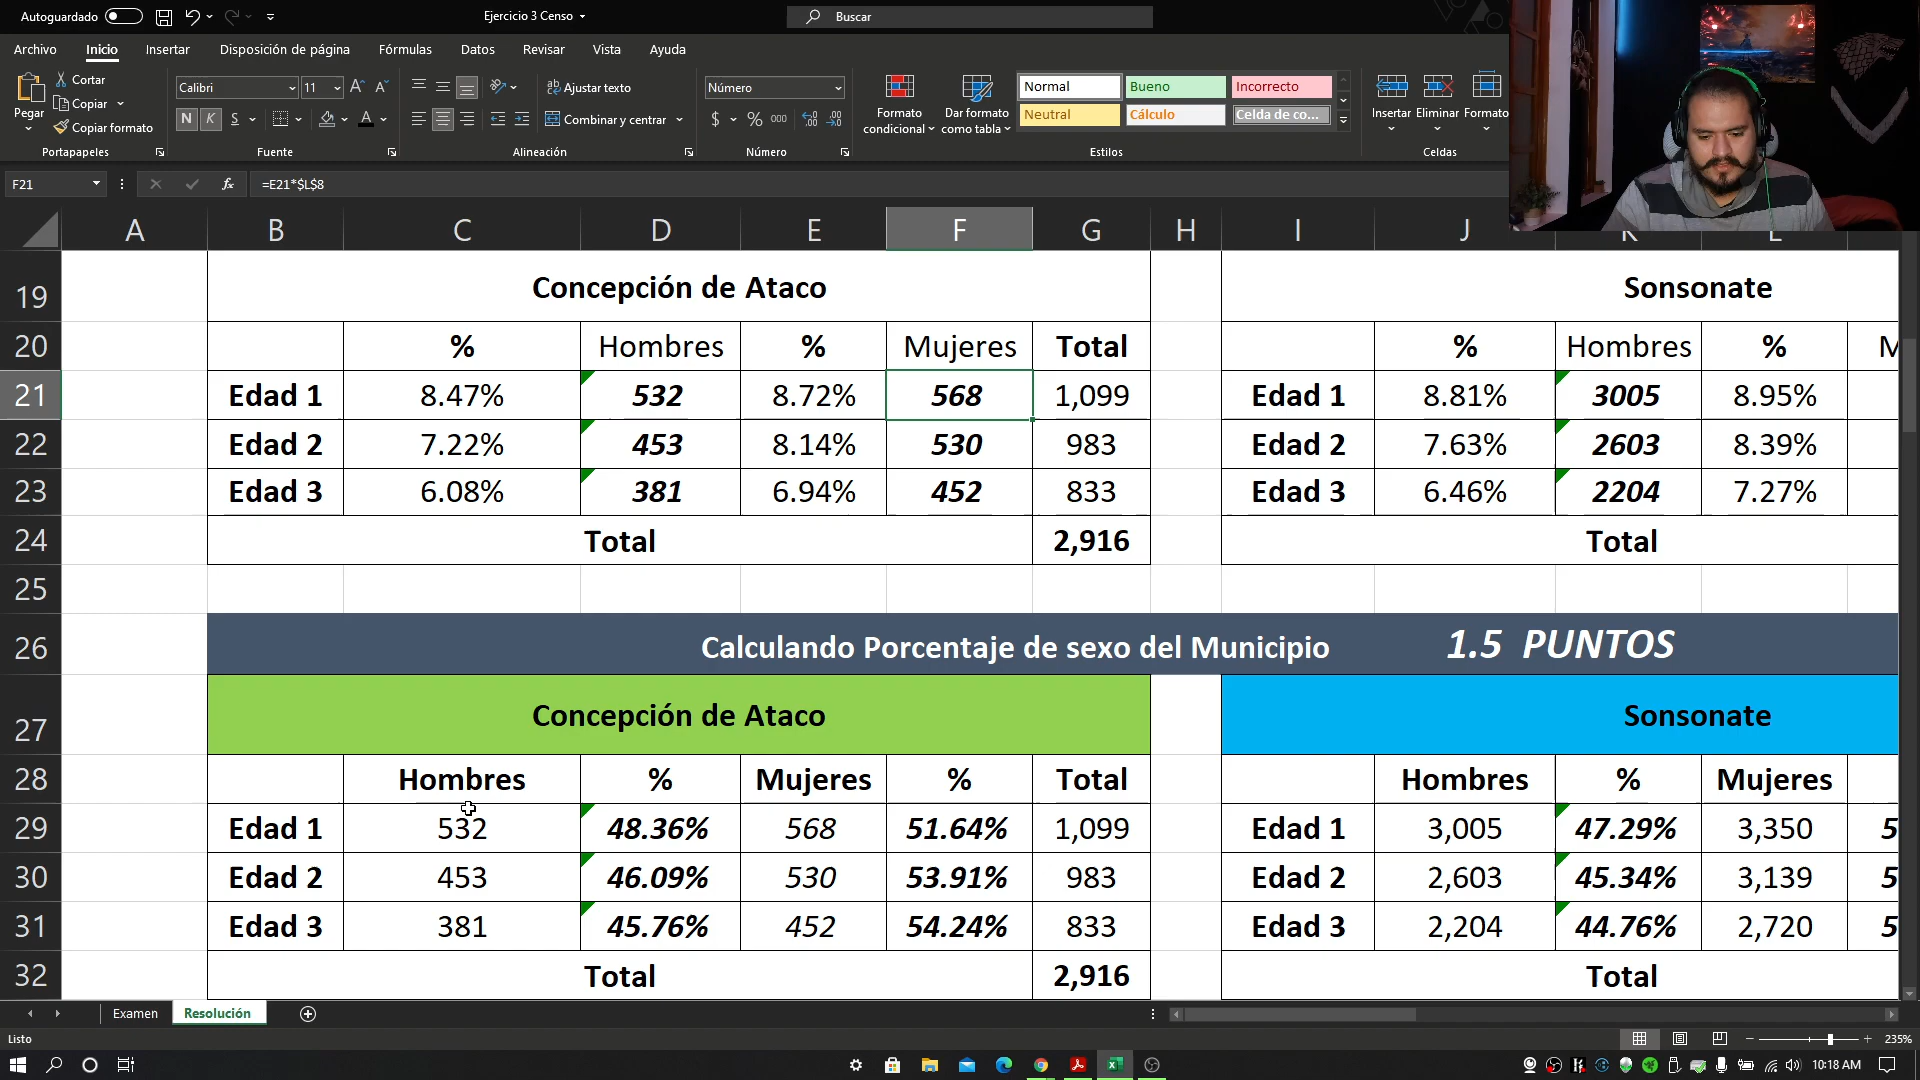 Autoguardado
Ejercicio 3 Censo
Buscar
Archivo Inicio Insertar Disposición de página Fórmulas Datos Revisar Vista Ayuda
Pegar
Cortar
Copiar
Copiar formato
Portapapeles
Calibri 11
N K S
Fuente
Ajustar texto
Combinar y centrar
Alineación
Número
$ % 000
Número
Formato condicional
Dar formato como tabla
Normal Bueno Incorrecto
Neutral Cálculo Celda de co...
Estilos
Insertar Eliminar Formato
Celdas
F21 fx =E21*$L$8
A B C D E F G H I J K L
19 Concepción de Ataco Sonsonate
20 % Hombres % Mujeres Total % Hombres % M
21 Edad 1 8.47% 532 8.72% 568 1,099 Edad 1 8.81% 3005 8.95%
22 Edad 2 7.22% 453 8.14% 530 983 Edad 2 7.63% 2603 8.39%
23 Edad 3 6.08% 381 6.94% 452 833 Edad 3 6.46% 2204 7.27%
24 Total 2,916 Total
25
26 Calculando Porcentaje de sexo del Municipio 1.5 PUNTOS
27 Concepción de Ataco Sonsonate
28 Hombres % Mujeres % Total Hombres % Mujeres
29 Edad 1 532 48.36% 568 51.64% 1,099 Edad 1 3,005 47.29% 3,350 5
30 Edad 2 453 46.09% 530 53.91% 983 Edad 2 2,603 45.34% 3,139 5
31 Edad 3 381 45.76% 452 54.24% 833 Edad 3 2,204 44.76% 2,720 5
32 Total 2,916 Total
Examen Resolución
Listo
235%
10:18 AM